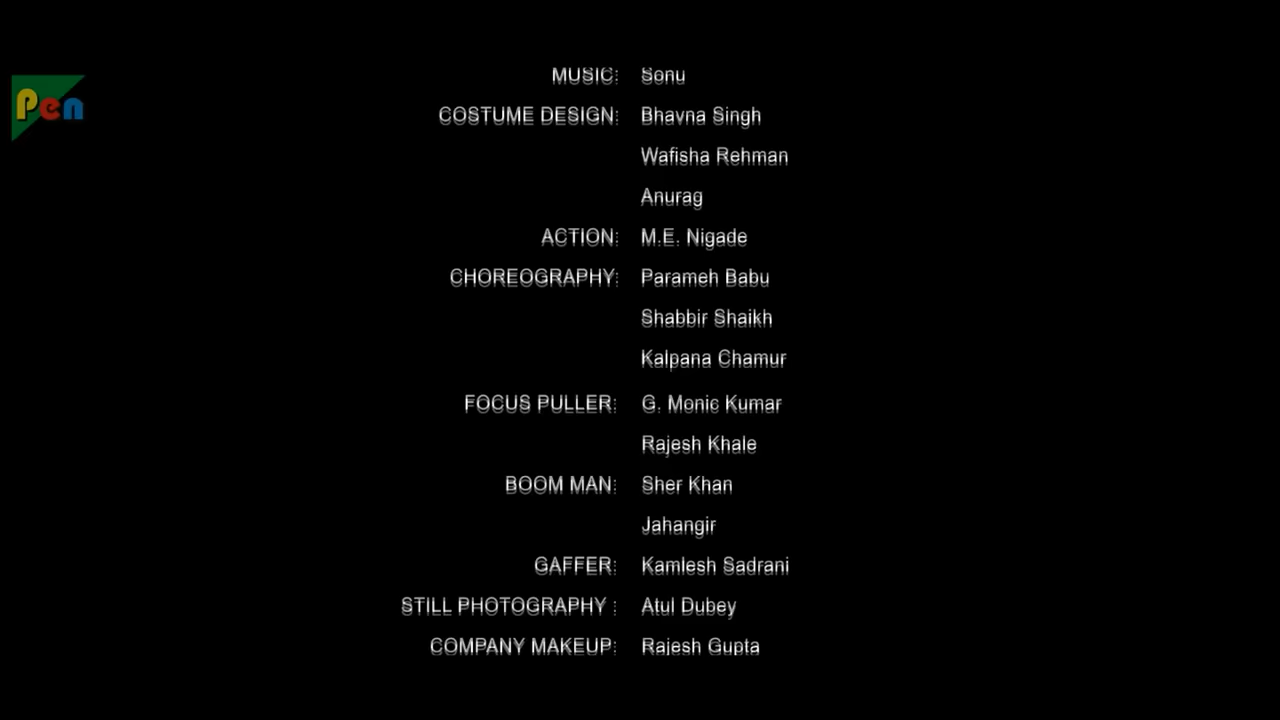 Pen
MUSIC: Sonu
COSTUME DESIGN: Bhavna Singh
Wafisha Rehman
Anurag
ACTION: M.E. Nigade
CHOREOGRAPHY: Parameh Babu
Shabbir Shaikh
Kalpana Chamur
FOCUS PULLER: G. Monic Kumar
Rajesh Khale
BOOM MAN: Sher Khan
Jahangir
GAFFER: Kamlesh Sadrani
STILL PHOTOGRAPHY : Atul Dubey
COMPANY MAKEUP: Rajesh Gupta